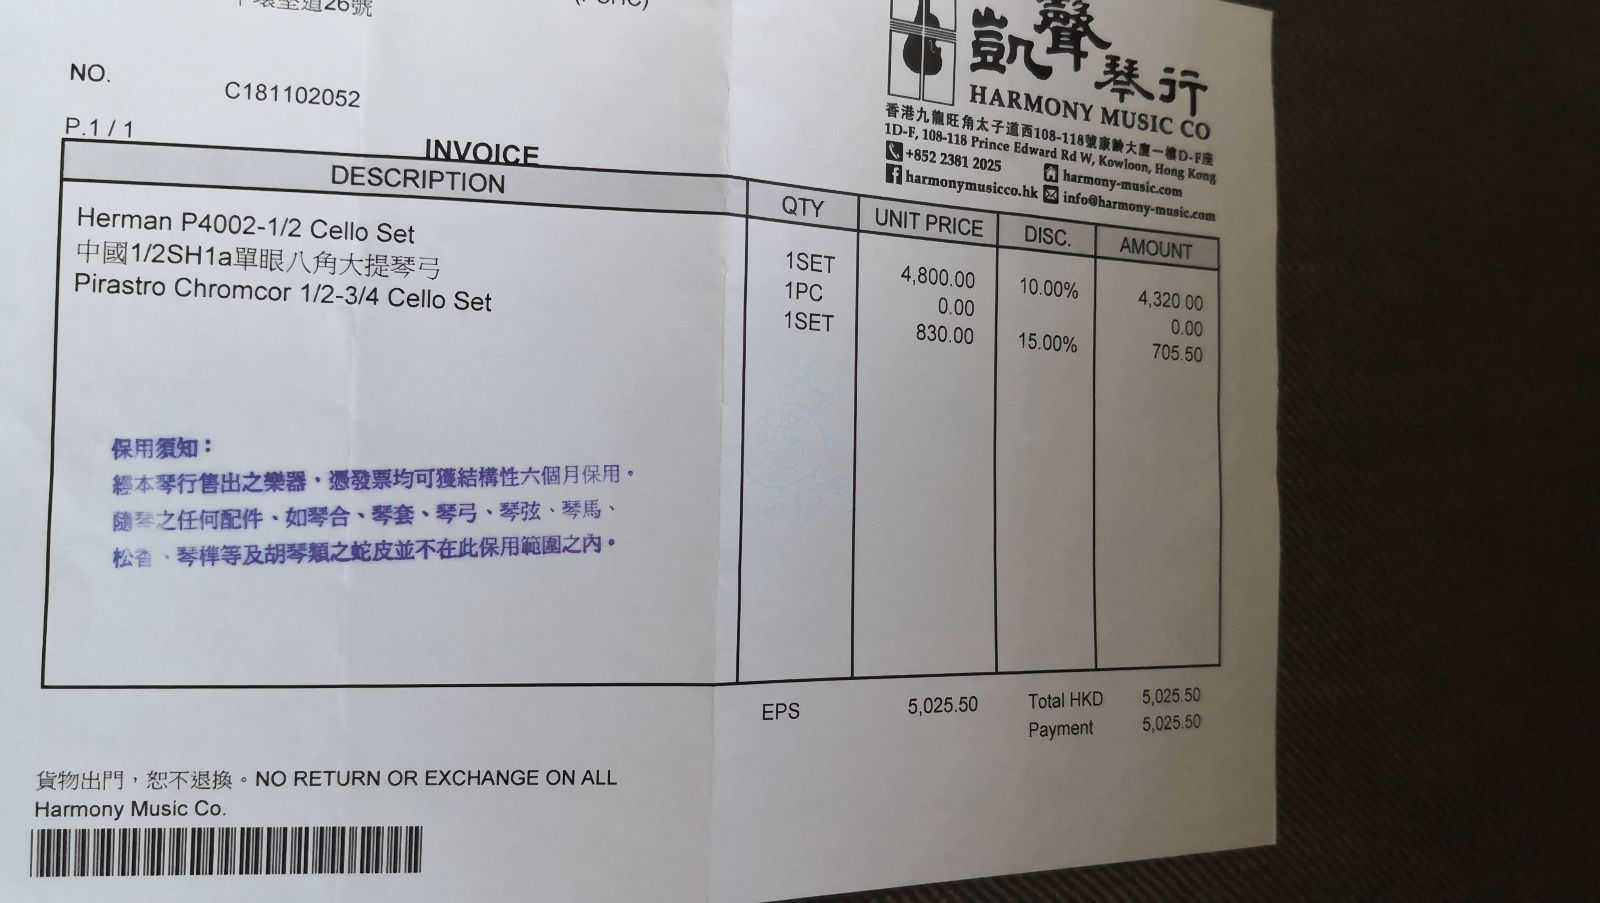 中環堅道26號
NO.
C181102052
P.1 / 1
INVOICE
凱聲琴行
HARMONY MUSIC CO
香港九龍旺角太子道西108-118號康齡大廈一樓D-F座
1D-F, 108-118 Prince Edward Rd W, Kowloon, Hong Kong
+852 2381 2025 harmony-music.com
harmonymusicco.hk info@harmony-music.com
DESCRIPTION QTY UNIT PRICE DISC. AMOUNT
Herman P4002-1/2 Cello Set 1SET 4,800.00 10.00% 4,320.00
中國1/2SH1a單眼八角大提琴弓 1PC 0.00 0.00
Pirastro Chromcor 1/2-3/4 Cello Set 1SET 830.00 15.00% 705.50
保用須知：
經本琴行售出之樂器，憑發票均可獲結構性六個月保用。
隨琴之任何配件、如琴合、琴套、琴弓、琴弦、琴馬、
松香、琴榫等及胡琴類之蛇皮並不在此保用範圍之內。
EPS 5,025.50 Total HKD 5,025.50
Payment 5,025.50
貨物出門，恕不退換。NO RETURN OR EXCHANGE ON ALL
Harmony Music Co.